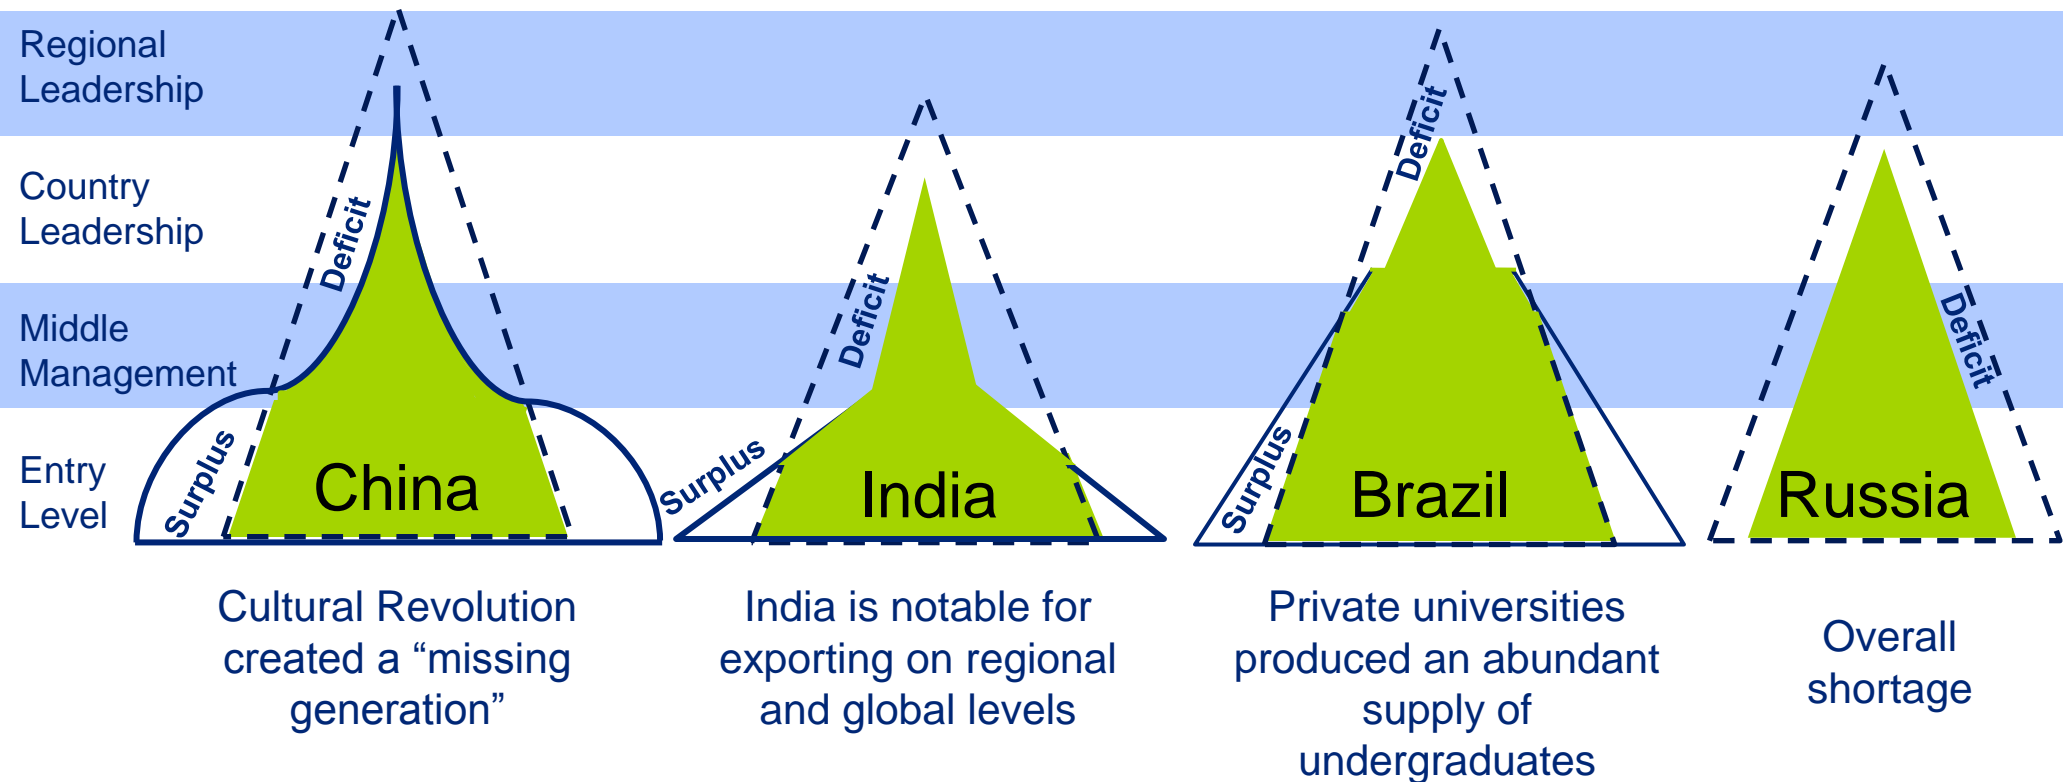 Regional
Leadership
Country
Leadership
Middle
Management
Entry
Level
Deficit
Surplus
China
Deficit
Surplus
India
Deficit
Surplus
Brazil
Deficit
Russia
Cultural Revolution
created a “missing
generation”
India is notable for
exporting on regional
and global levels
Private universities
produced an abundant
supply of
undergraduates
Overall
shortage